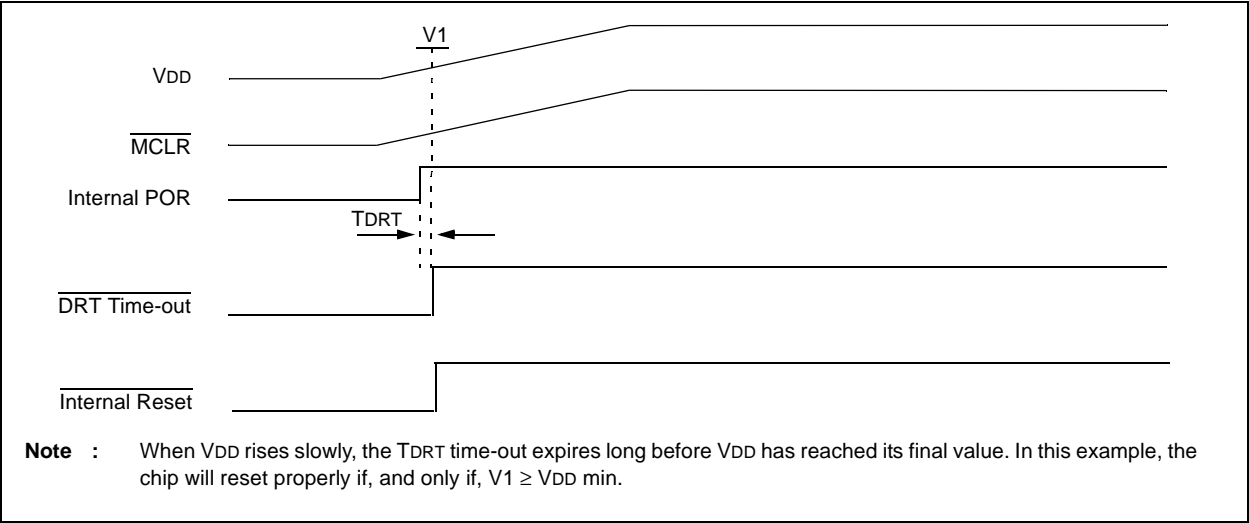 V1
VDD
MCLR
Internal POR
TDRT
DRT Time-out
Internal Reset
Note : When VDD rises slowly, the TDRT time-out expires long before VDD has reached its final value. In this example, the
chip will reset properly if, and only if, V1 ≥ VDD min.